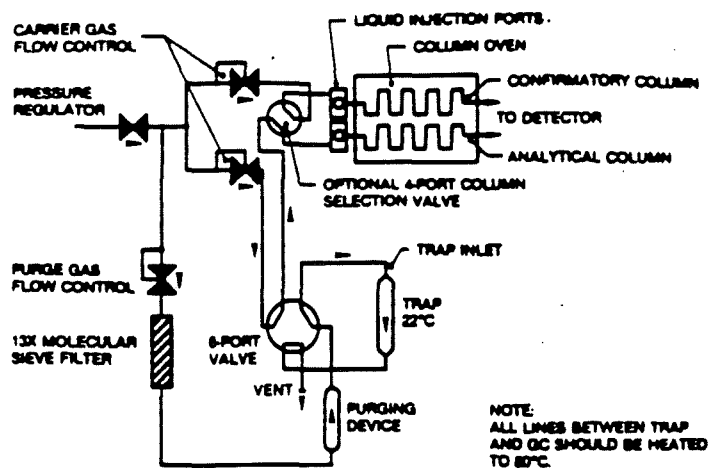 CARRIER GAS
FLOW CONTROL
LIQUID INJECTION PORTS
COLUMN OVEN
CONFIRMATORY COLUMN
PRESSURE
REGULATOR
TO DETECTOR
ANALYTICAL COLUMN
OPTIONAL 4-PORT COLUMN
SELECTION VALVE
TRAP INLET
PURGE GAS
FLOW CONTROL
TRAP
22°C
13X MOLECULAR
SIEVE FILTER
6-PORT
VALVE
VENT
PURGING
DEVICE
NOTE:
ALL LINES BETWEEN TRAP
AND GC SHOULD BE HEATED
TO 80°C.